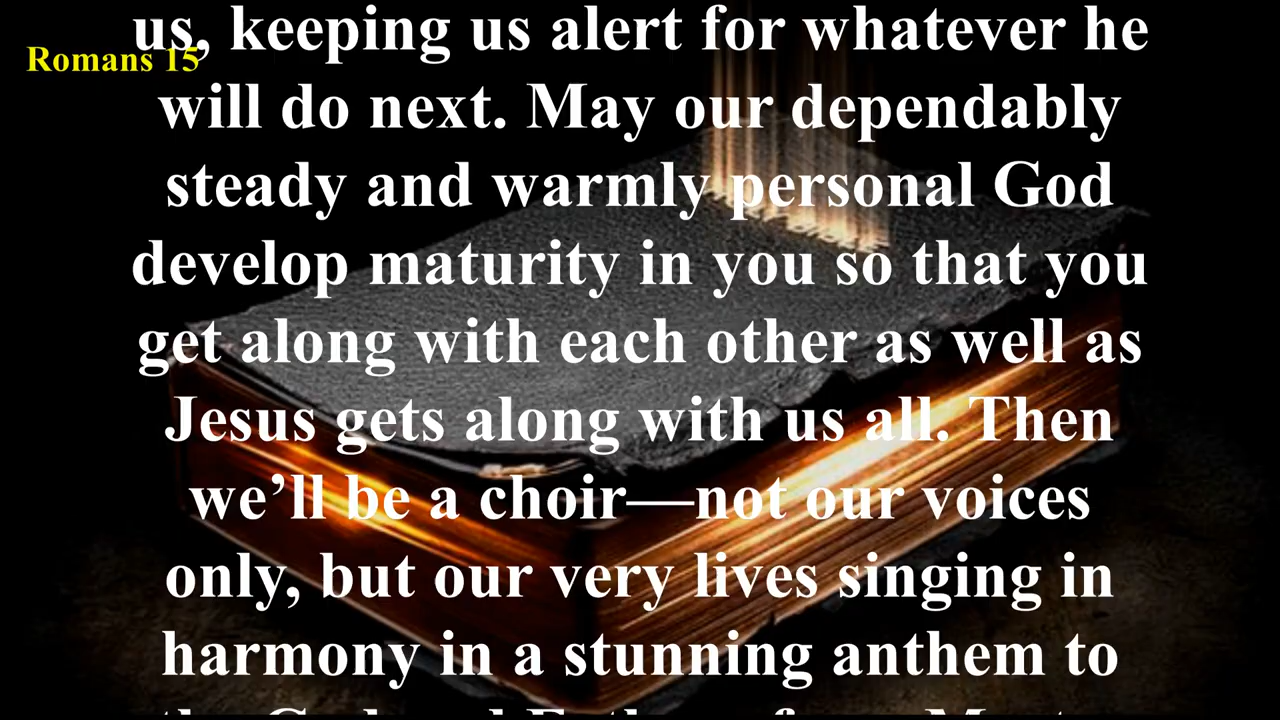 Romans 15
us, keeping us alert for whatever he
will do next. May our dependably
steady and warmly personal God
develop maturity in you so that you
get along with each other as well as
Jesus gets along with us all. Then
we’ll be a choir—not our voices
only, but our very lives singing in
harmony in a stunning anthem to